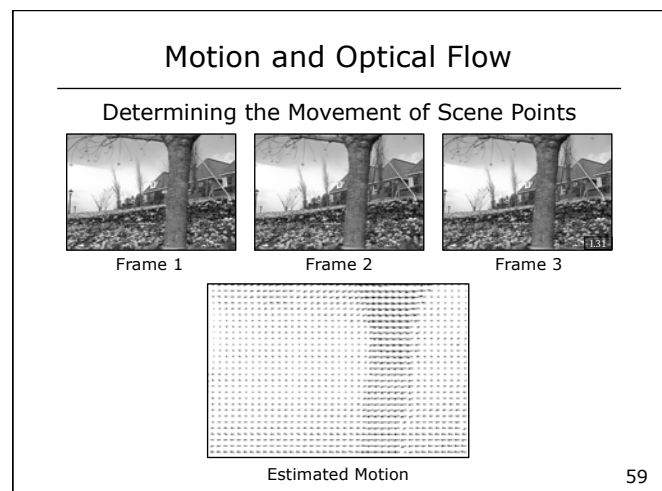 Motion and Optical Flow
Determining the Movement of Scene Points
1.31
Frame 1 Frame 2 Frame 3
Estimated Motion
59